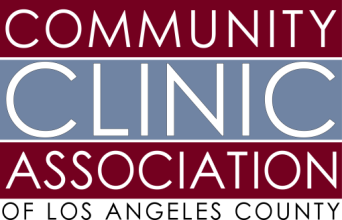 COMMUNITY
CLINIC
ASSOCIATION
OF LOS ANGELES COUNTY